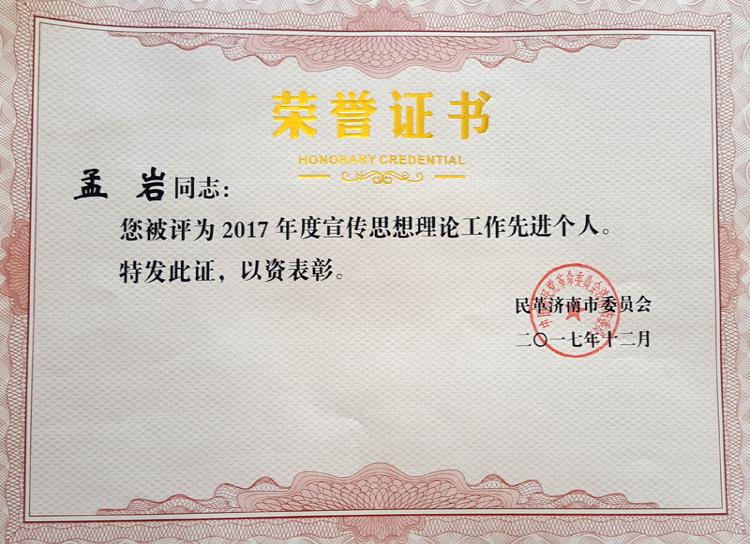 荣誉证书
HONORARY CREDENTIAL
孟 岩同志：
您被评为2017年度宣传思想理论工作先进个人。
特发此证，以资表彰。
民革济南市委员会
二〇一七年十二月